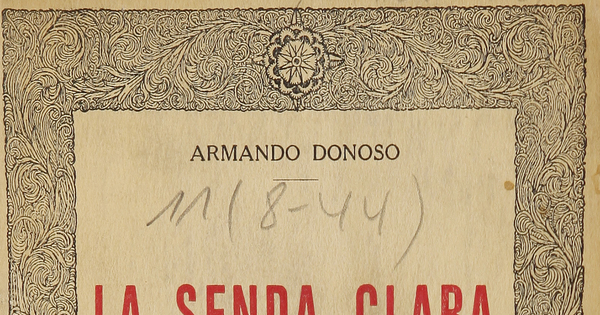 ARMANDO DONOSO
11(8-44)
LA SENDA CLARA